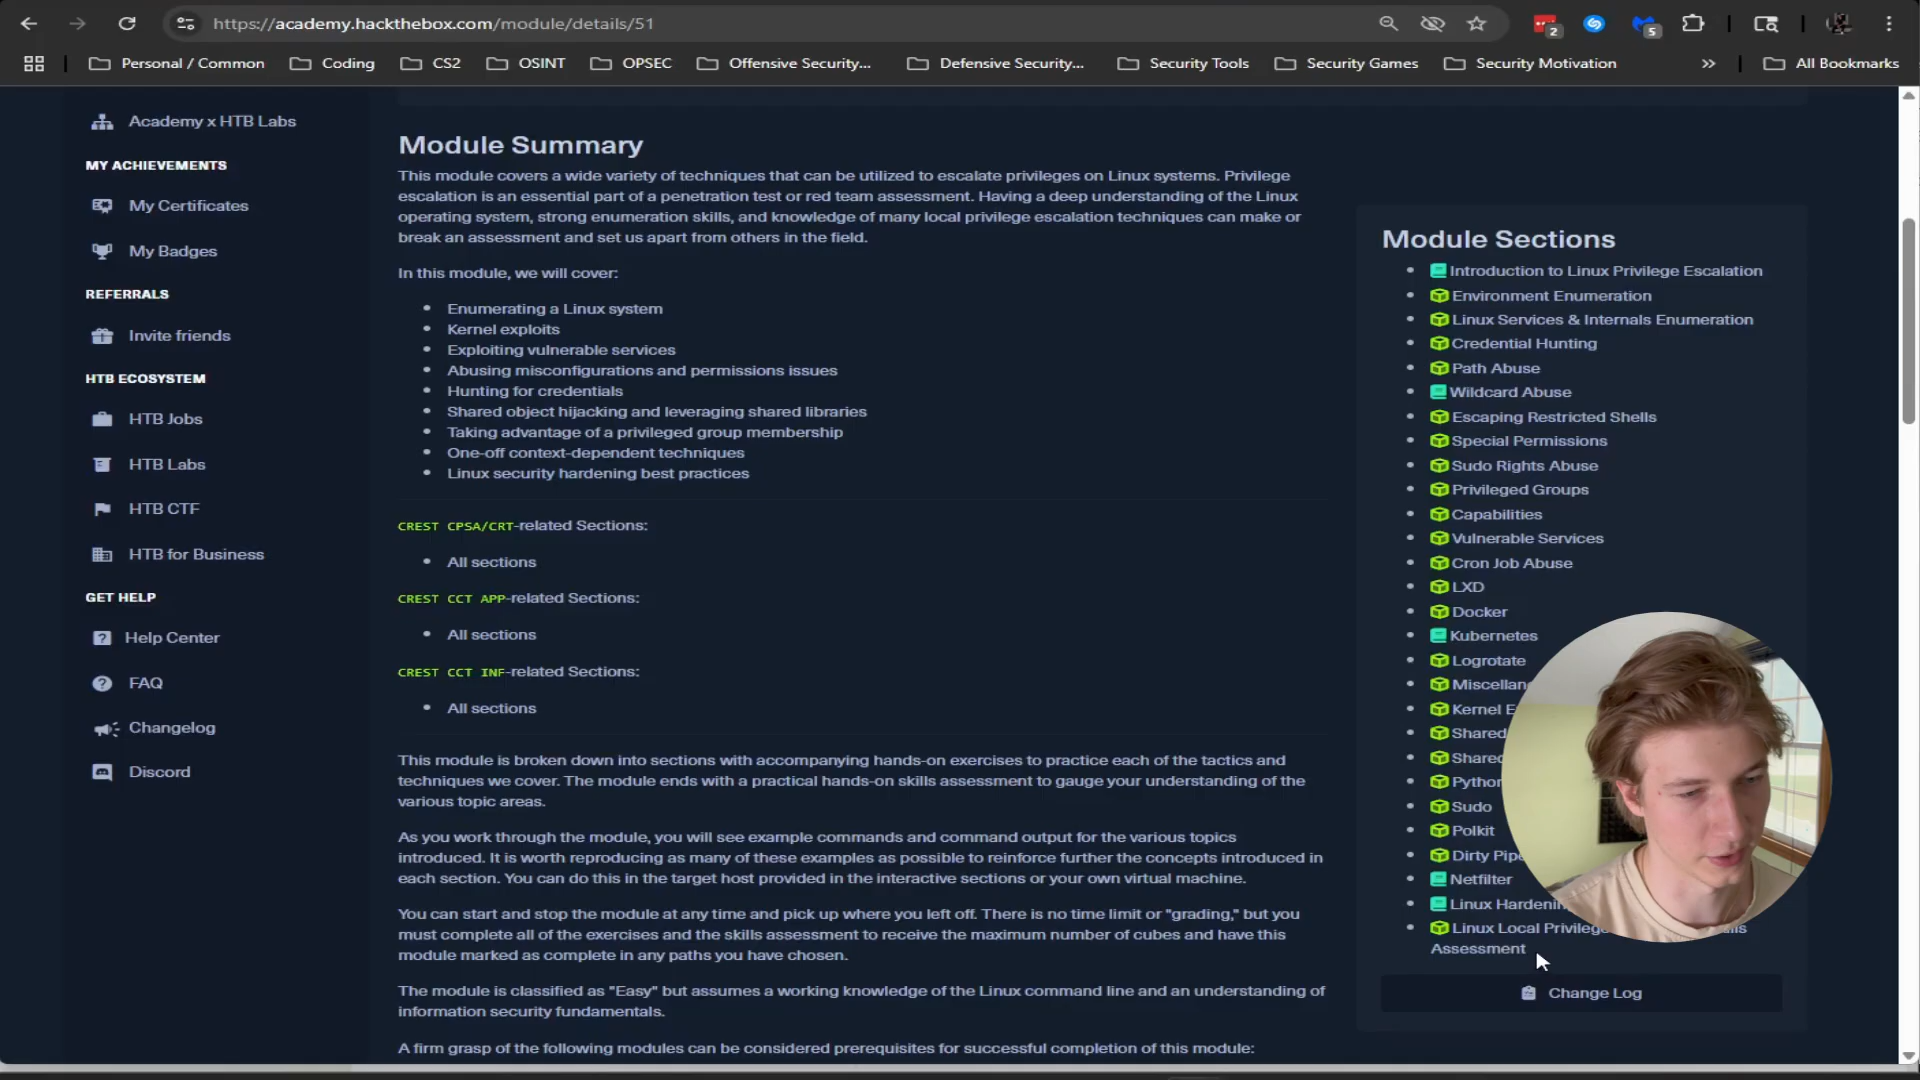 https://academy.hackthebox.com/module/details/51
2
5
Personal / Common
Coding
CS2
OSINT
OPSEC
Offensive Security...
Defensive Security...
Security Tools
Security Games
Security Motivation
All Bookmarks
Academy x HTB Labs
MY ACHIEVEMENTS
My Certificates
My Badges
REFERRALS
Invite friends
HTB ECOSYSTEM
HTB Jobs
HTB Labs
HTB CTF
HTB for Business
GET HELP
Help Center
FAQ
Changelog
Discord
Module Summary
This module covers a wide variety of techniques that can be utilized to escalate privileges on Linux systems. Privilege
escalation is an essential part of a penetration test or red team assessment. Having a deep understanding of the Linux
operating system, strong enumeration skills, and knowledge of many local privilege escalation techniques can make or
break an assessment and set us apart from others in the field.
In this module, we will cover:
Enumerating a Linux system
Kernel exploits
Exploiting vulnerable services
Abusing misconfigurations and permissions issues
Hunting for credentials
Shared object hijacking and leveraging shared libraries
Taking advantage of a privileged group membership
One-off context-dependent techniques
Linux security hardening best practices
CREST CPSA/CRT-related Sections:
All sections
CREST CCT APP-related Sections:
All sections
CREST CCT INF-related Sections:
All sections
This module is broken down into sections with accompanying hands-on exercises to practice each of the tactics and
techniques we cover. The module ends with a practical hands-on skills assessment to gauge your understanding of the
various topic areas.
As you work through the module, you will see example commands and command output for the various topics
introduced. It is worth reproducing as many of these examples as possible to reinforce further the concepts introduced in
each section. You can do this in the target host provided in the interactive sections or your own virtual machine.
You can start and stop the module at any time and pick up where you left off. There is no time limit or "grading," but you
must complete all of the exercises and the skills assessment to receive the maximum number of cubes and have this
module marked as complete in any paths you have chosen.
The module is classified as "Easy" but assumes a working knowledge of the Linux command line and an understanding of
information security fundamentals.
A firm grasp of the following modules can be considered prerequisites for successful completion of this module:
Module Sections
Introduction to Linux Privilege Escalation
Environment Enumeration
Linux Services & Internals Enumeration
Credential Hunting
Path Abuse
Wildcard Abuse
Escaping Restricted Shells
Special Permissions
Sudo Rights Abuse
Privileged Groups
Capabilities
Vulnerable Services
Cron Job Abuse
LXD
Docker
Kubernetes
Logrotate
Kernel
Shared
Shared
Python
Sudo
Polkit
Dirty Pipe
Netfilter
Linux
Linux Local
Assessment
Change Log